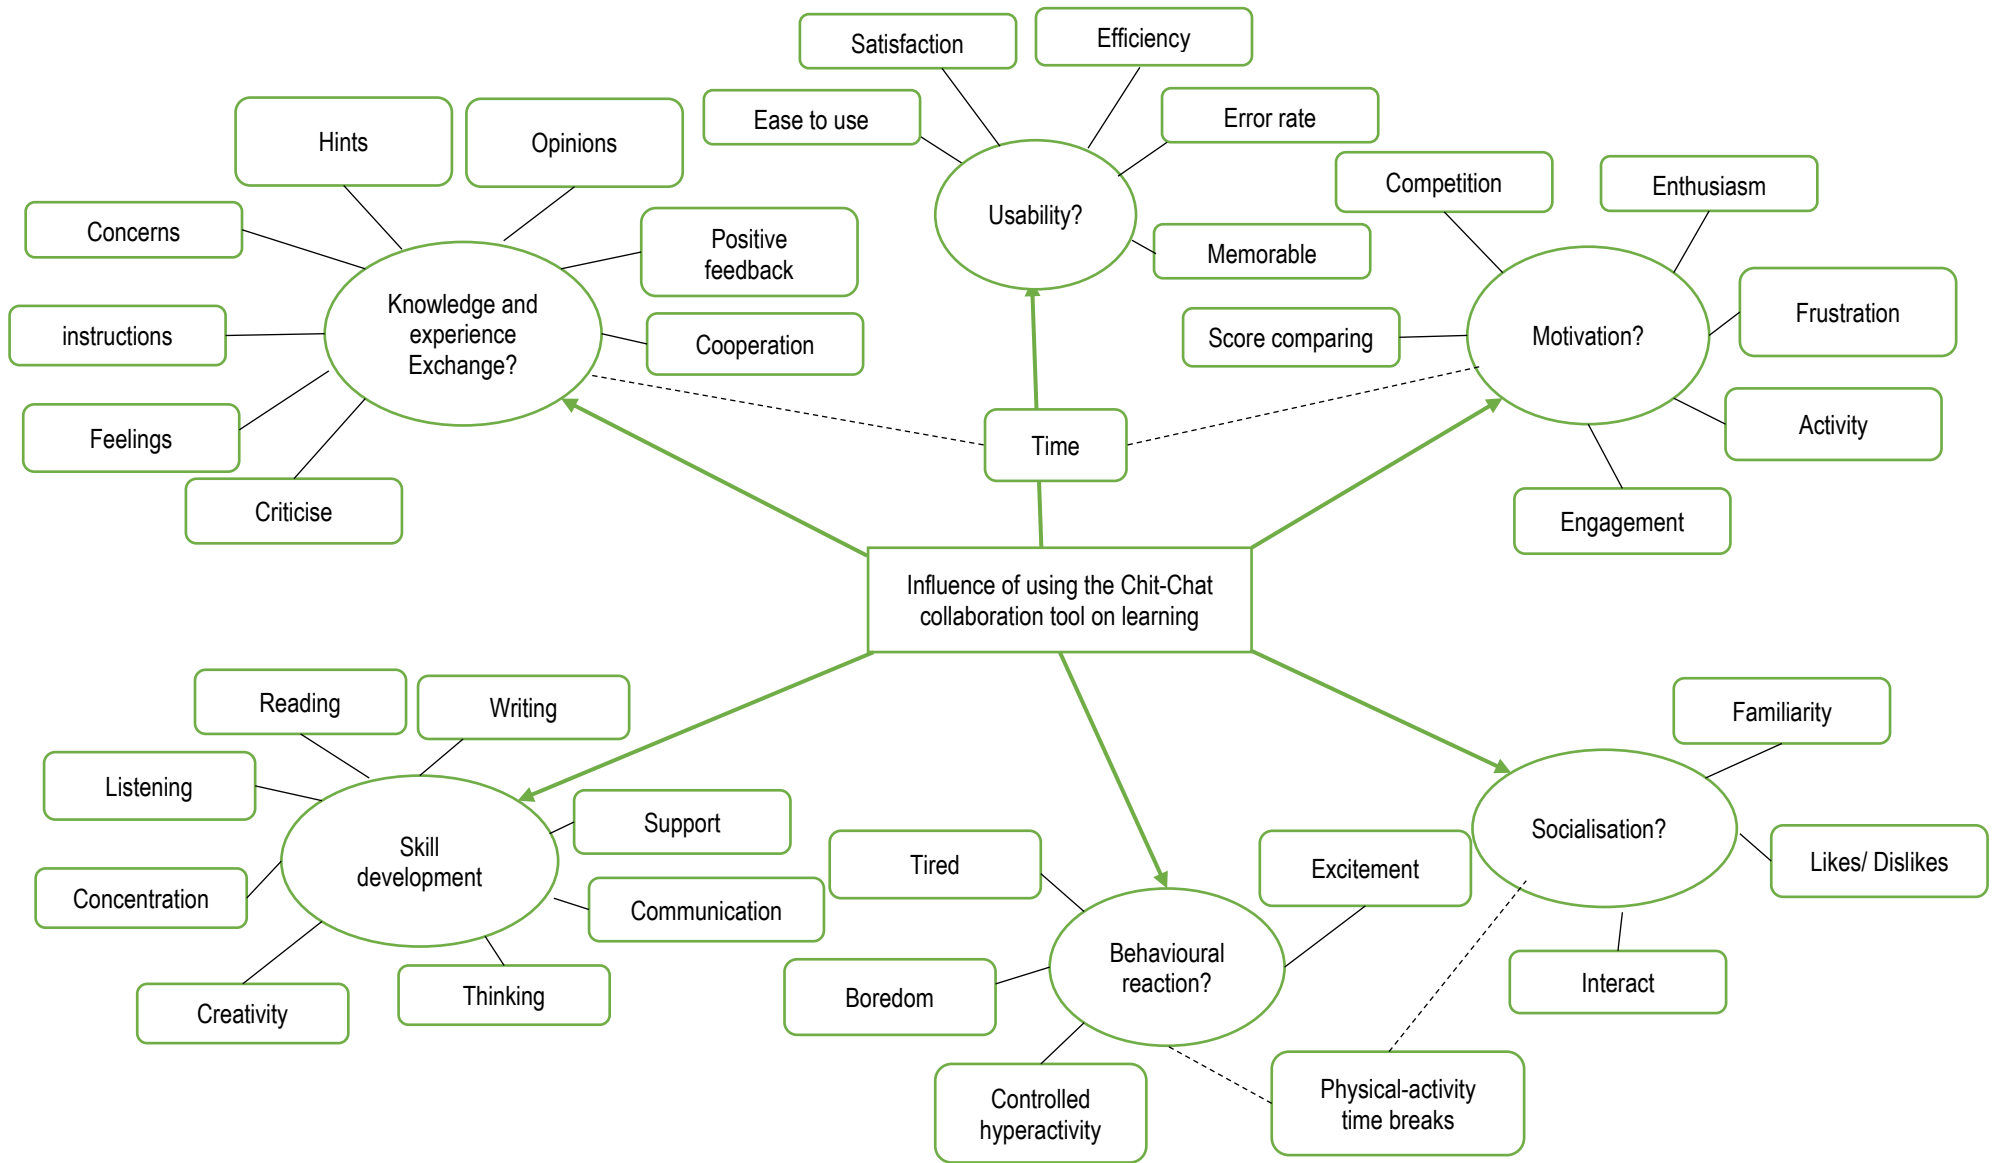 Satisfaction
Efficiency
Ease to use
Error rate
Usability?
Memorable
Hints
Opinions
Concerns
Positive
feedback
instructions
Knowledge and
experience
Exchange?
Cooperation
Feelings
Criticise
Competition
Enthusiasm
Score comparing
Motivation?
Frustration
Activity
Engagement
Time
Influence of using the Chit-Chat
collaboration tool on learning
Reading
Writing
Listening
Support
Skill
development
Concentration
Communication
Creativity
Thinking
Tired
Excitement
Behavioural
reaction?
Boredom
Controlled
hyperactivity
Physical-activity
time breaks
Familiarity
Socialisation?
Likes/ Dislikes
Interact